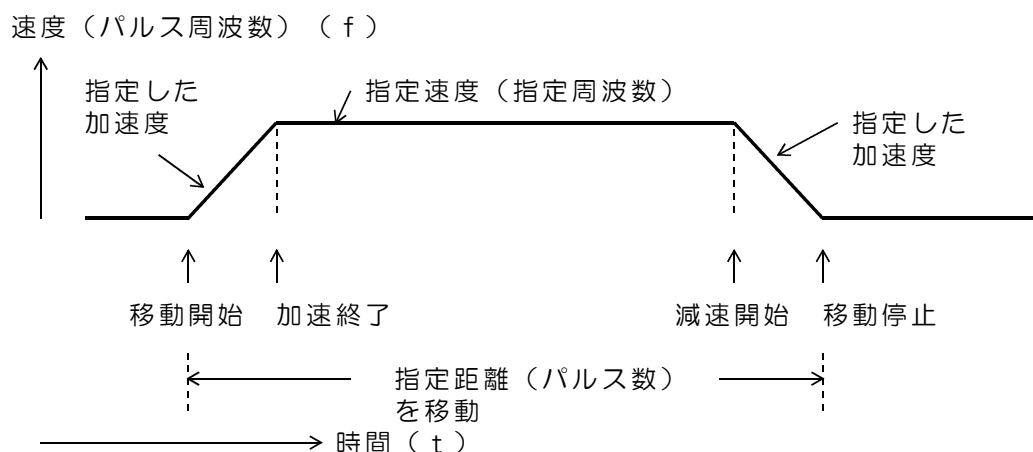 速度（パルス周波数）（ｆ）
指定した
加速度
指定速度（指定周波数）
指定した
加速度
移動開始
加速終了
減速開始
移動停止
指定距離（パルス数）
を移動
時間（ｔ）